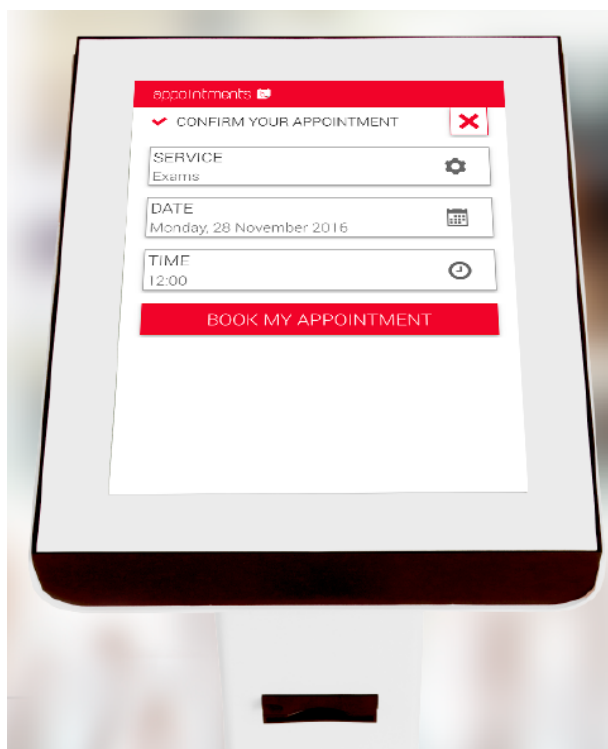 appointments
CONFIRM YOUR APPOINTMENT
SERVICE
Exams
DATE
Monday, 28 November 2016
TIME
12:00
BOOK MY APPOINTMENT